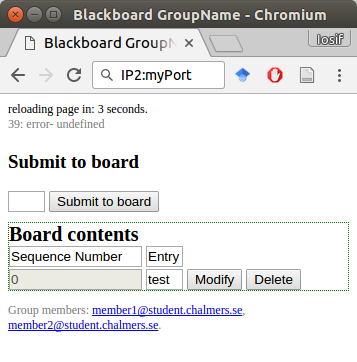 Blackboard GroupName - Chromium
Blackboard GroupN
Iosif
IP2:myPort
reloading page in: 3 seconds.
39: error- undefined
Submit to board
Submit to board
Board contents
Sequence Number Entry
0 test Modify Delete
Group members: member1@student.chalmers.se,
member2@student.chalmers.se.